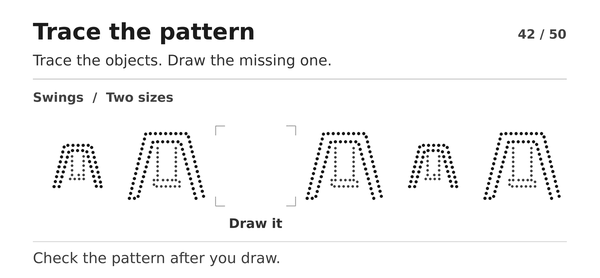 Trace the pattern
42 / 50
Trace the objects. Draw the missing one.
Swings / Two sizes
Draw it
Check the pattern after you draw.